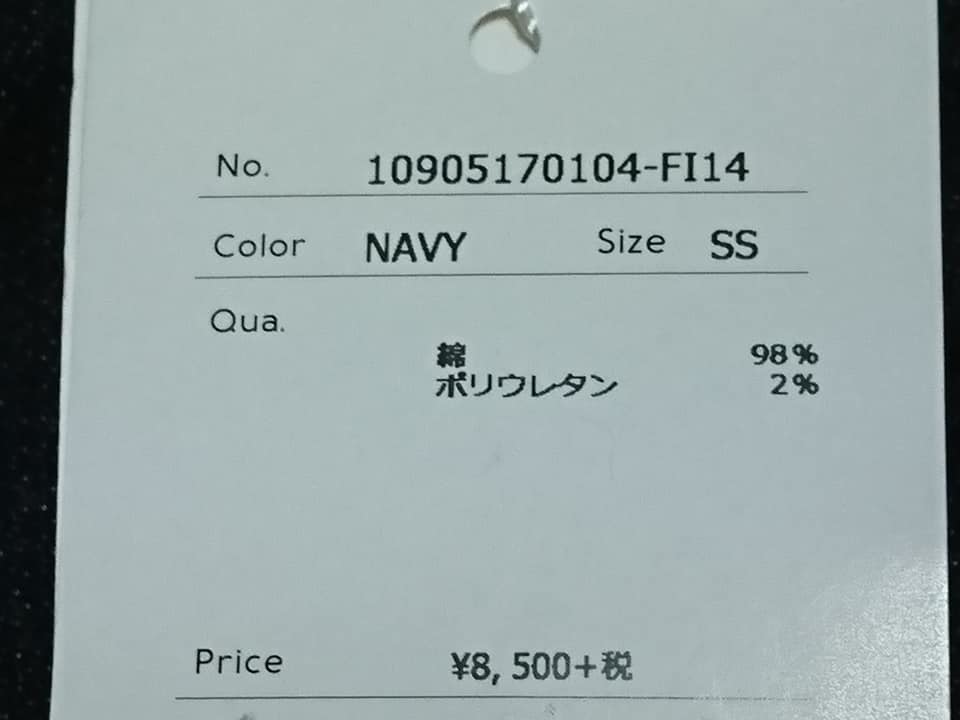 No. 10905170104-FI14
Color NAVY Size SS
Qua.
綿 98%
ポリウレタン 2%
Price ¥8,500+税